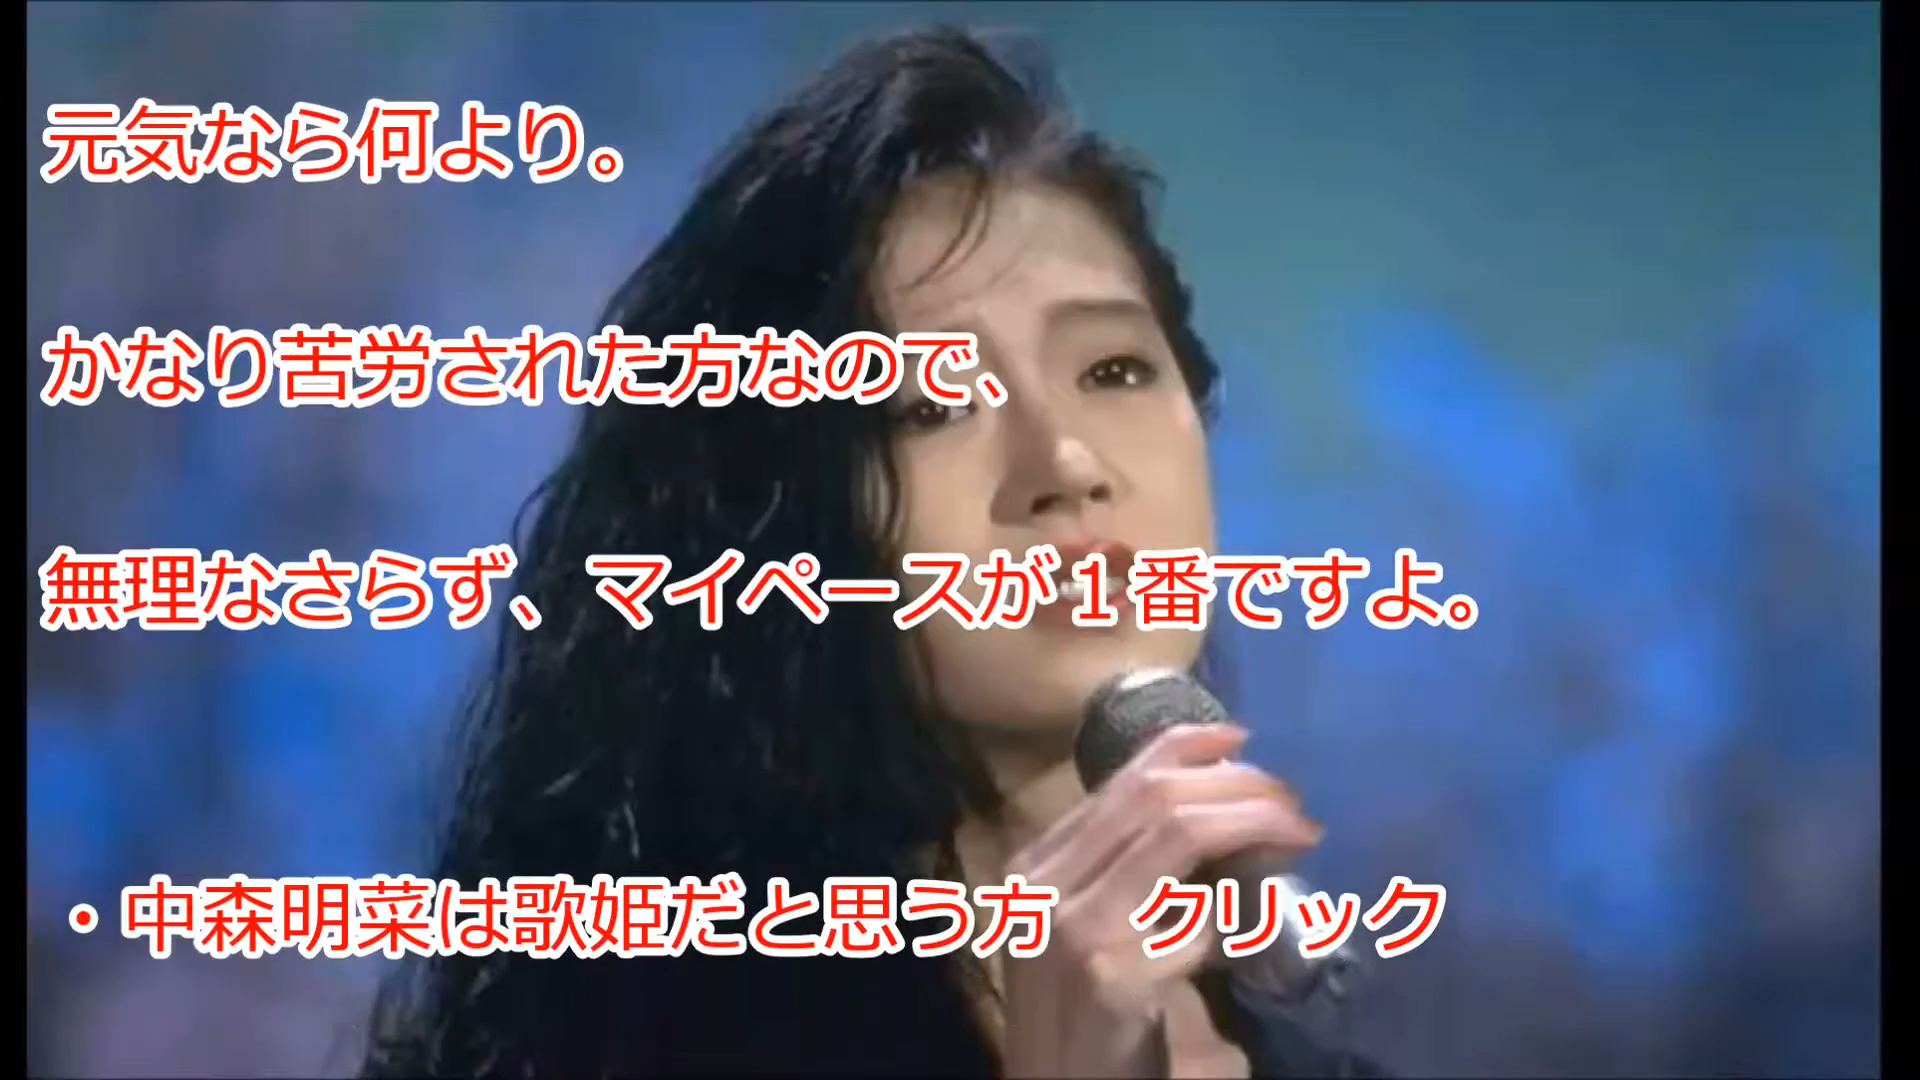 元気なら何より。
かなり苦労された方なので、
無理なさらず、マイペースが１番ですよ。
・中森明菜は歌姫だと思う方　クリック